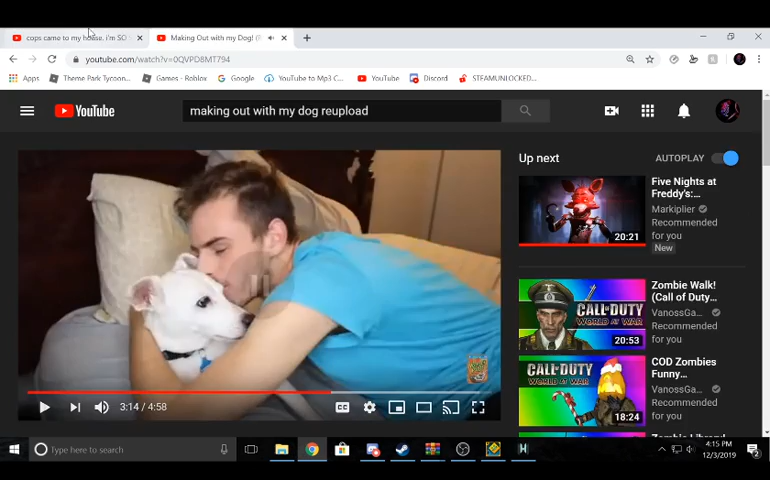 cops came to my house. i'm SO
Making Out with my Dog! (R
youtube.com/watch?v=0QVPD8MT794
Apps
Theme Park Tycoon...
Games - Roblox
Google
YouTube to Mp3 C...
YouTube
Discord
STEAMUNLOCKED...
YouTube
making out with my dog reupload
Up next
AUTOPLAY
Five Nights at
Freddy's:...
Markiplier
Recommended
for you
New
20:21
Zombie Walk!
(Call of Duty...
VanossGa...
Recommended
for you
CALL OF DUTY
WORLD AT WAR
20:53
COD Zombies
Funny...
VanossGa...
Recommended
for you
CALL OF DUTY
WORLD AT WAR
18:24
Zombie Library!
3:14 / 4:58
CC
Type here to search
4:15 PM
12/3/2019
2